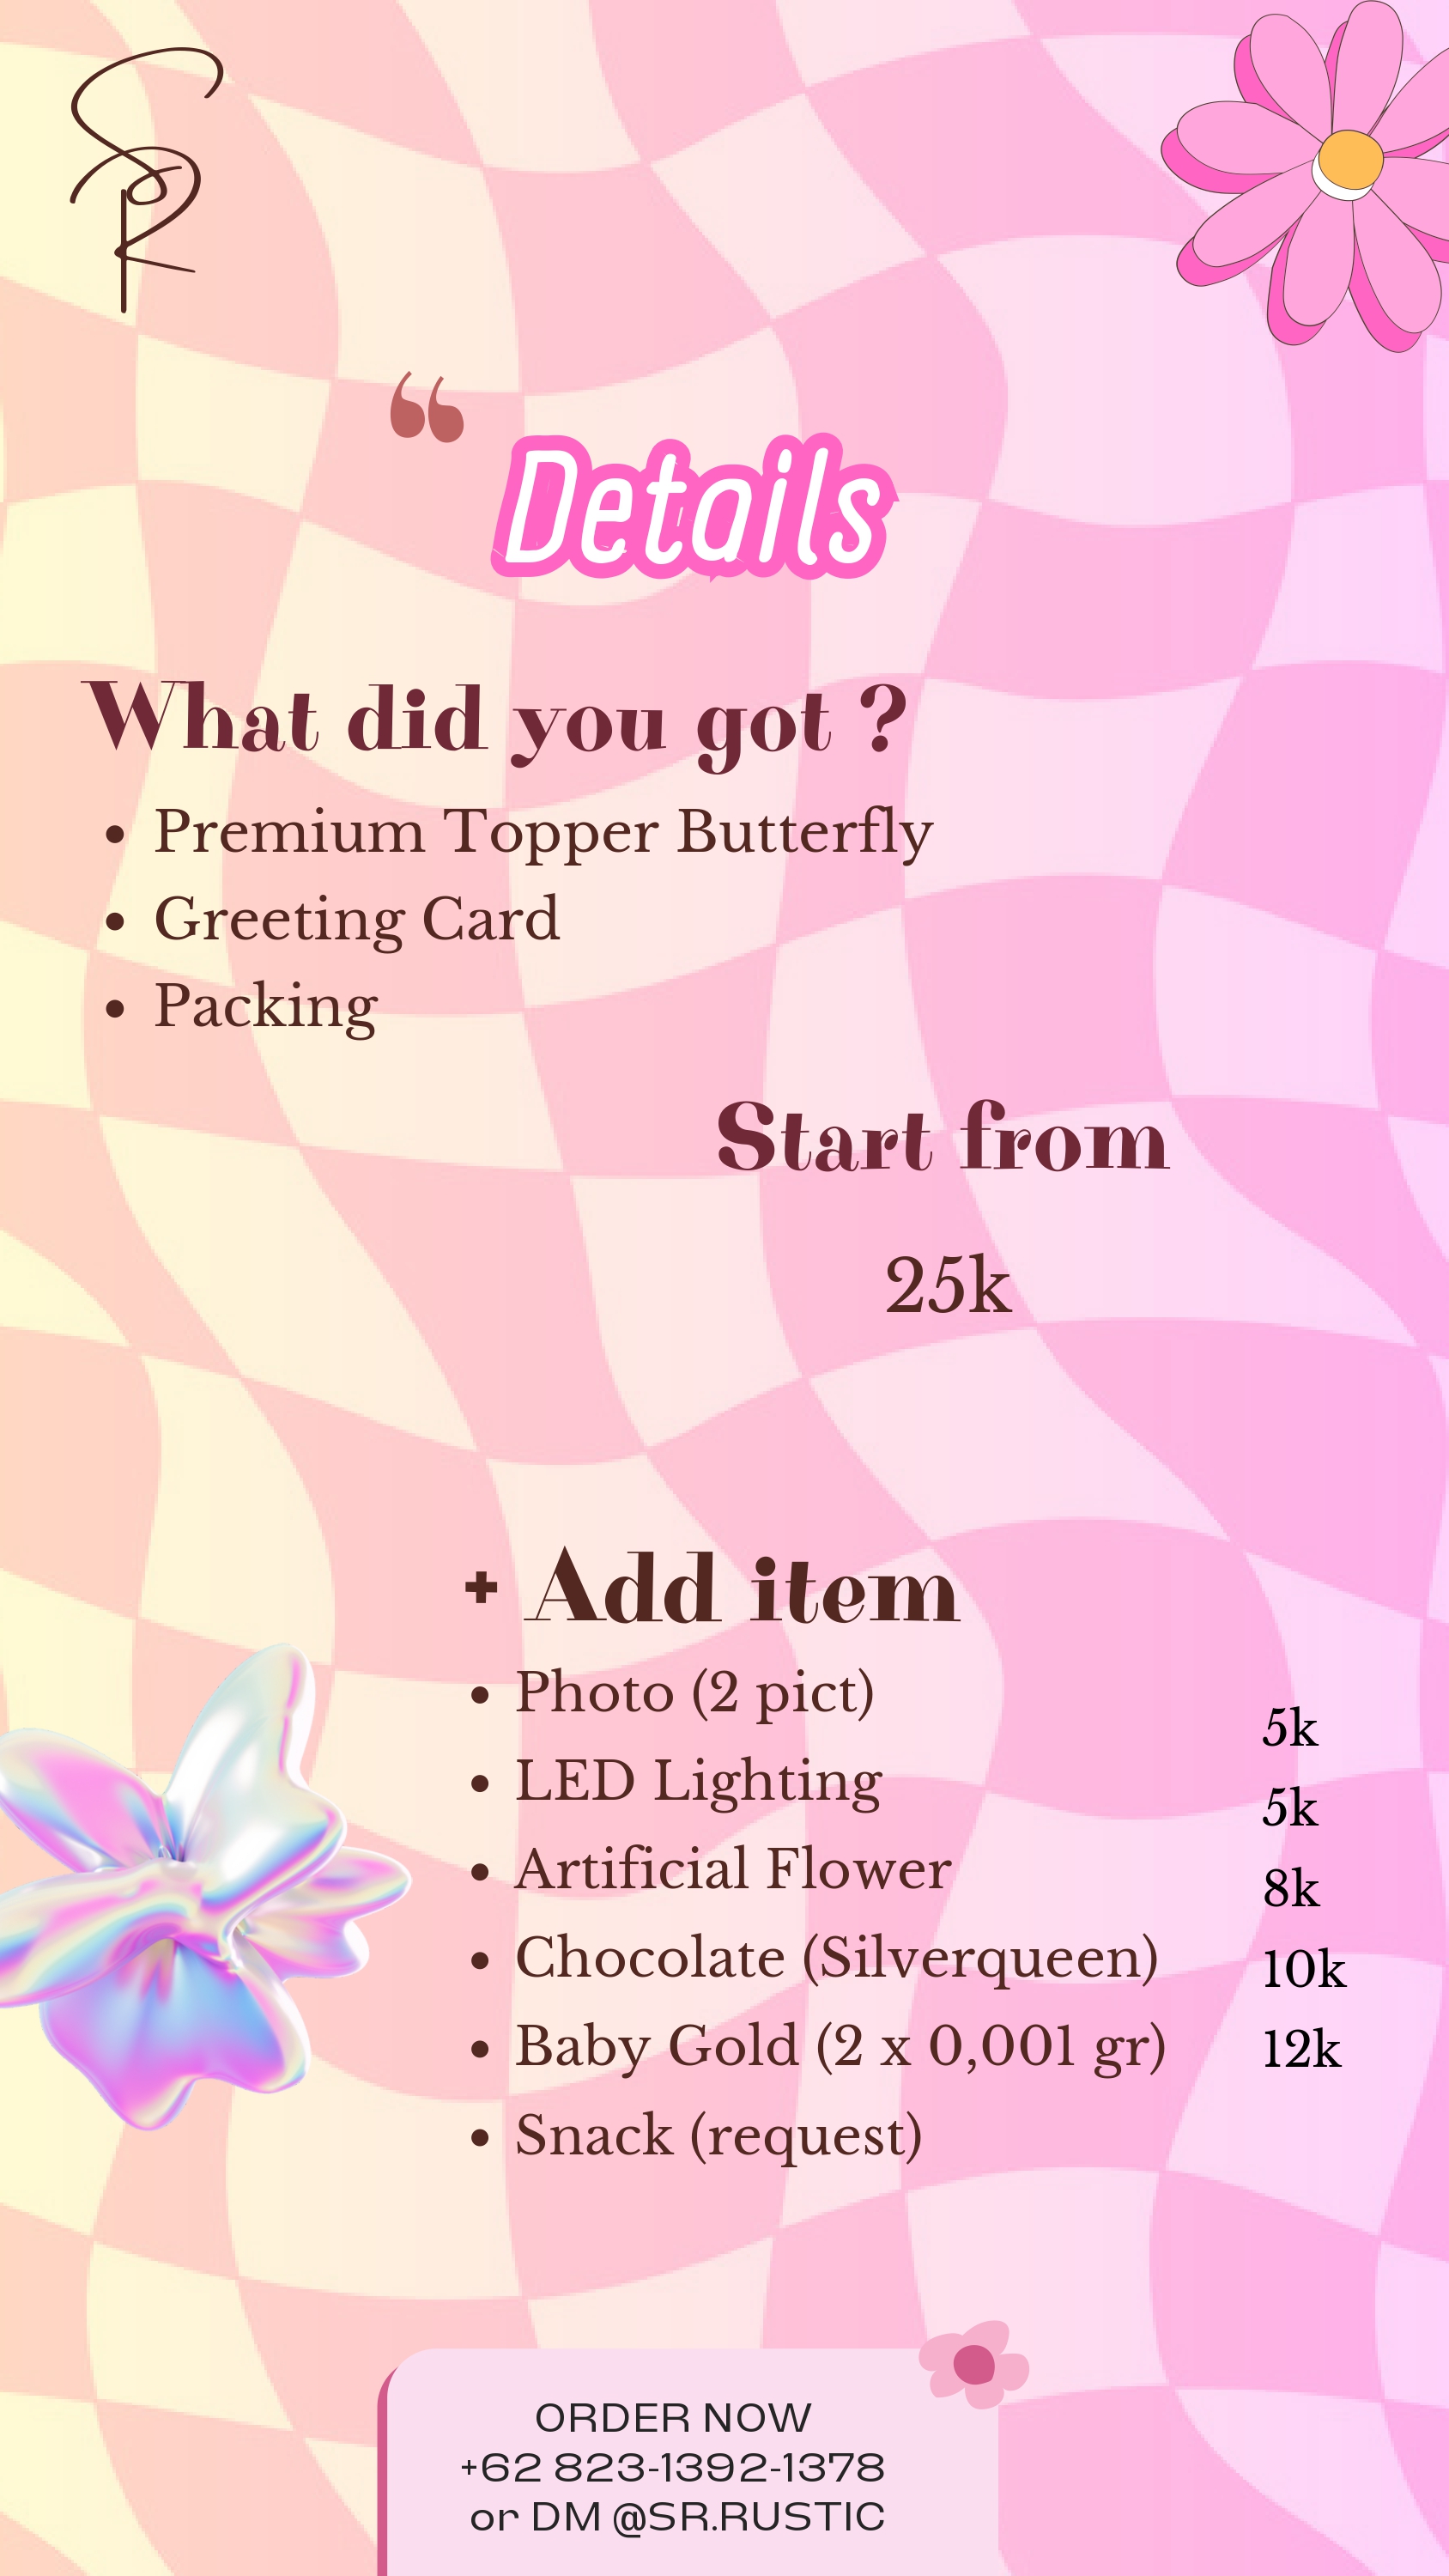 SR
“
Details
What did you got ?
• Premium Topper Butterfly
• Greeting Card
• Packing
Start from
25k
+ Add item
• Photo (2 pict)
5k
• LED Lighting
5k
• Artificial Flower
8k
• Chocolate (Silverqueen)
10k
• Baby Gold (2 x 0,001 gr)
12k
• Snack (request)
ORDER NOW
+62 823-1392-1378
or DM @SR.RUSTIC